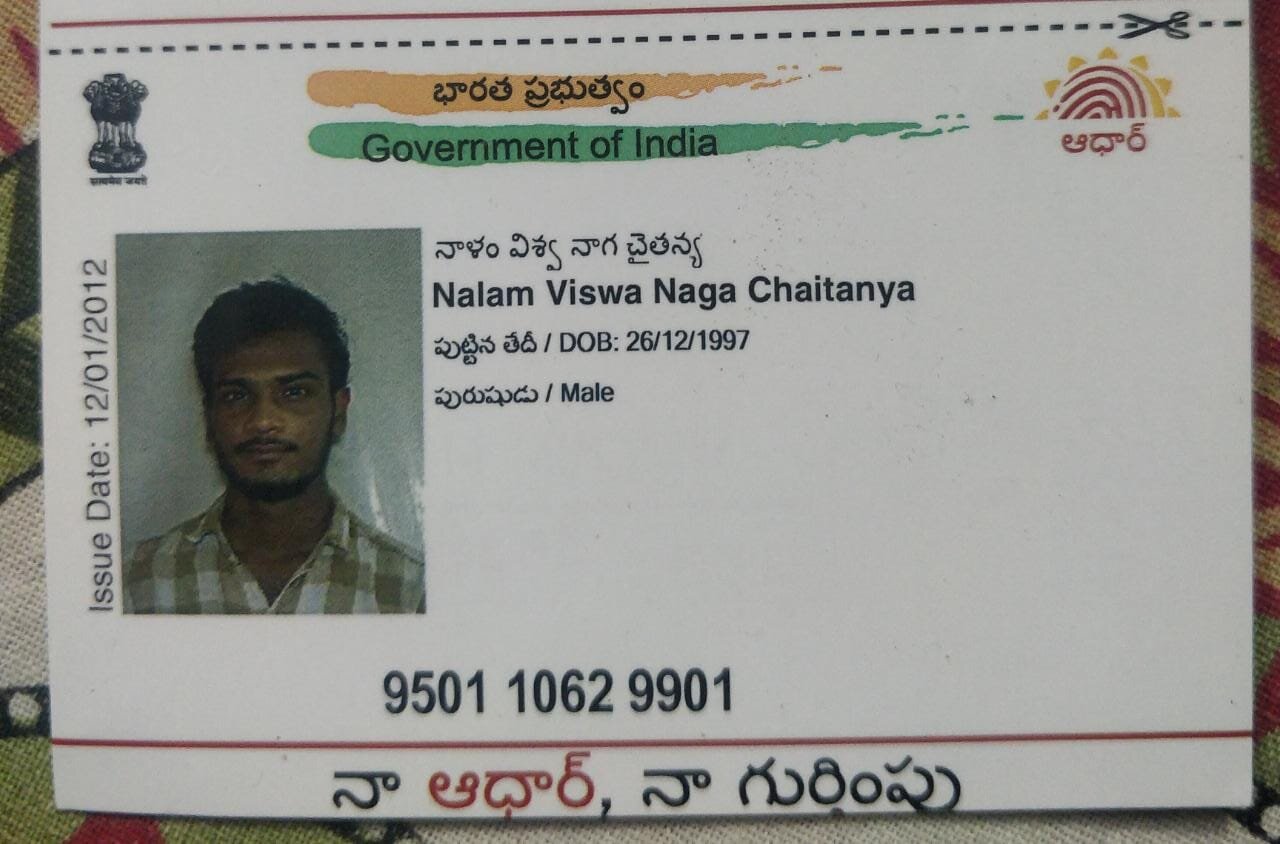 భారత ప్రభుత్వం
Government of India
ఆధార్
सत्यमेव जयते
Issue Date: 12/01/2012
నాళం విశ్వ నాగ చైతన్య
Nalam Viswa Naga Chaitanya
పుట్టిన తేదీ / DOB: 26/12/1997
పురుషుడు / Male
9501 1062 9901
నా ఆధార్, నా గుర్తింపు